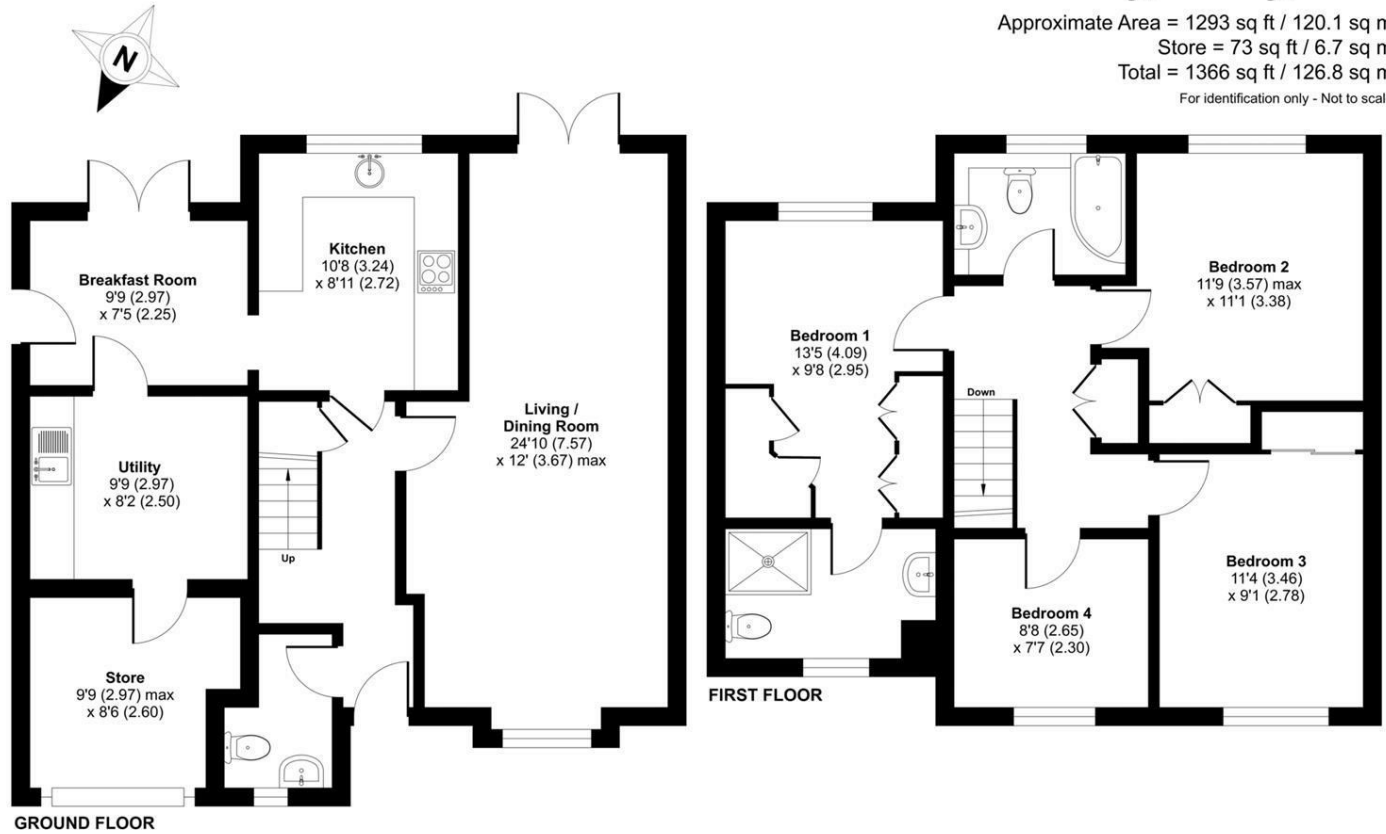 Approximate Area = 1293 sq ft / 120.1 sq m
Store = 73 sq ft / 6.7 sq m
Total = 1366 sq ft / 126.8 sq m
For identification only - Not to scal
N
Kitchen
10'8 (3.24)
x 8'11 (2.72)
Breakfast Room
9'9 (2.97)
x 7'5 (2.25)
Living /
Dining Room
24'10 (7.57)
x 12' (3.67) max
Utility
9'9 (2.97)
x 8'2 (2.50)
Up
Store
9'9 (2.97) max
x 8'6 (2.60)
GROUND FLOOR
Bedroom 2
11'9 (3.57) max
x 11'1 (3.38)
Bedroom 1
13'5 (4.09)
x 9'8 (2.95)
Down
Bedroom 3
11'4 (3.46)
x 9'1 (2.78)
Bedroom 4
8'8 (2.65)
x 7'7 (2.30)
FIRST FLOOR